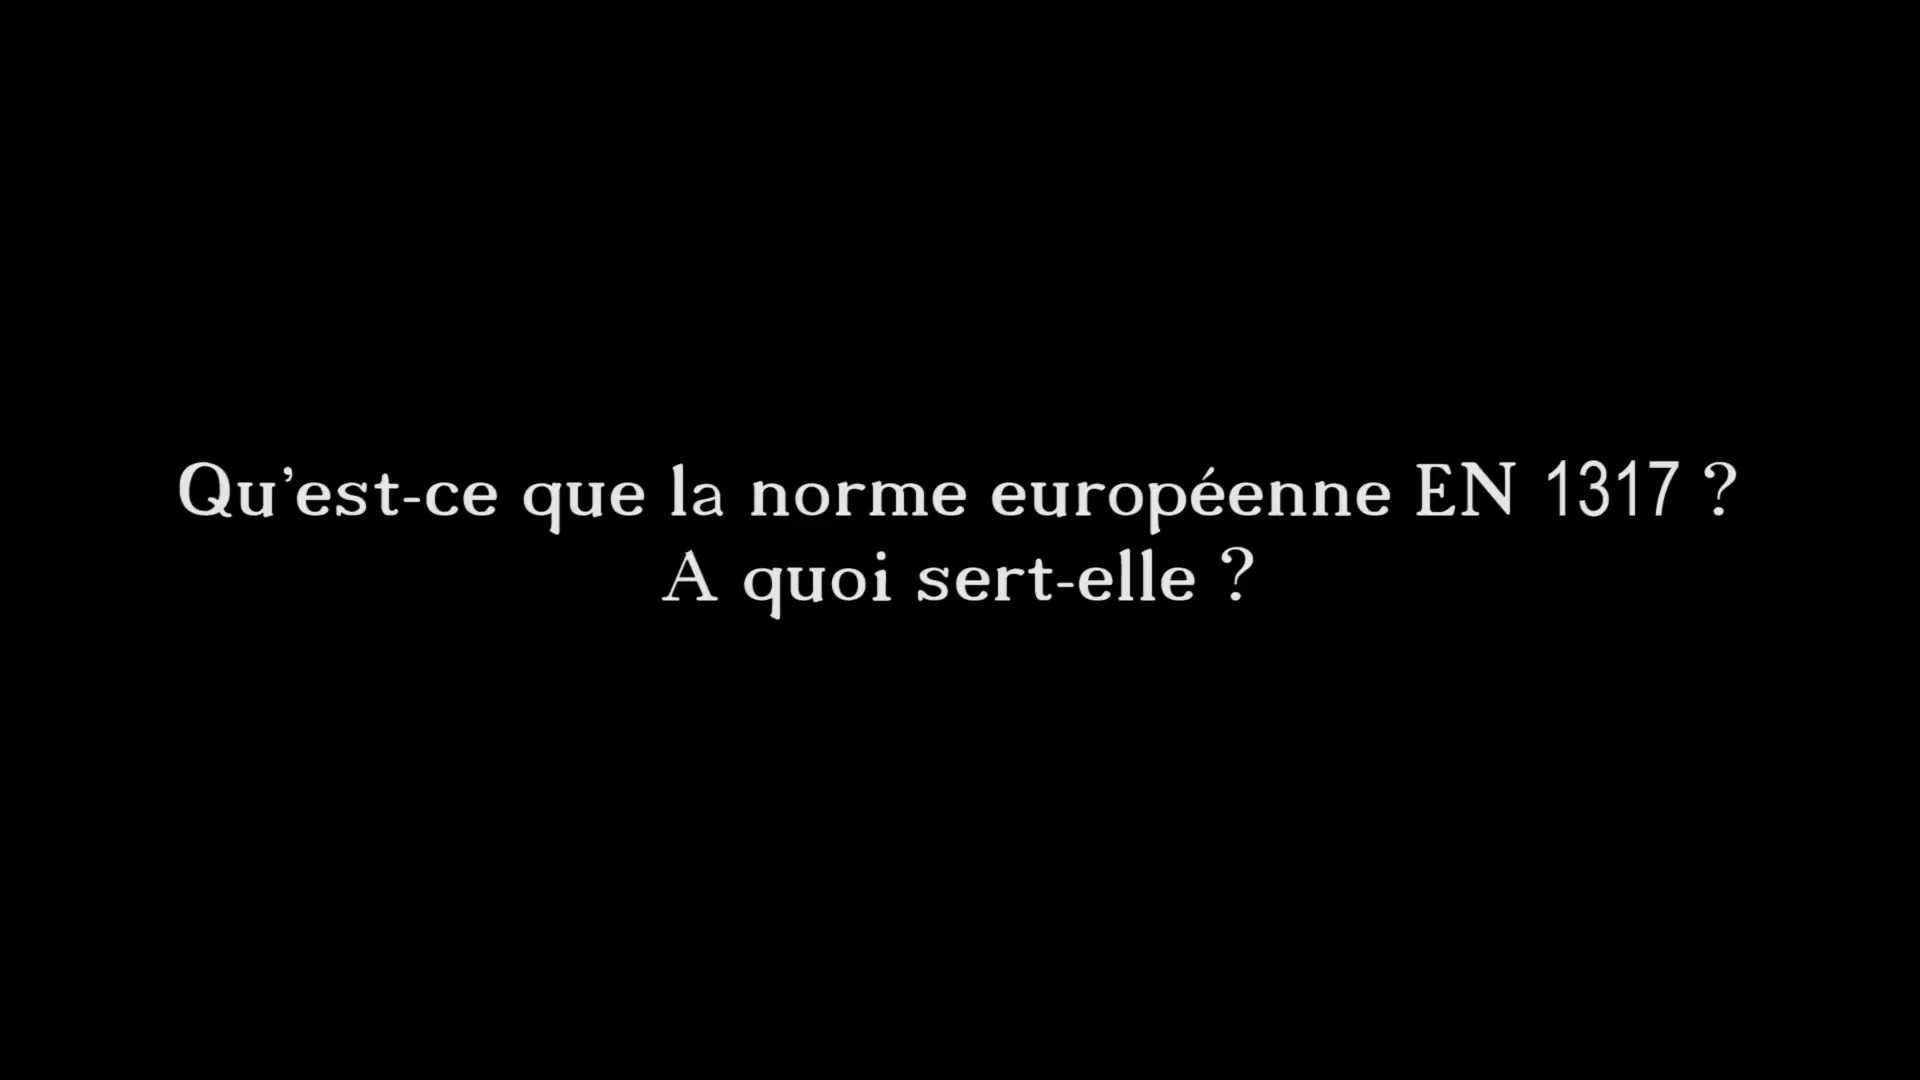 Qu’est-ce que la norme européenne EN 1317 ?
A quoi sert-elle ?